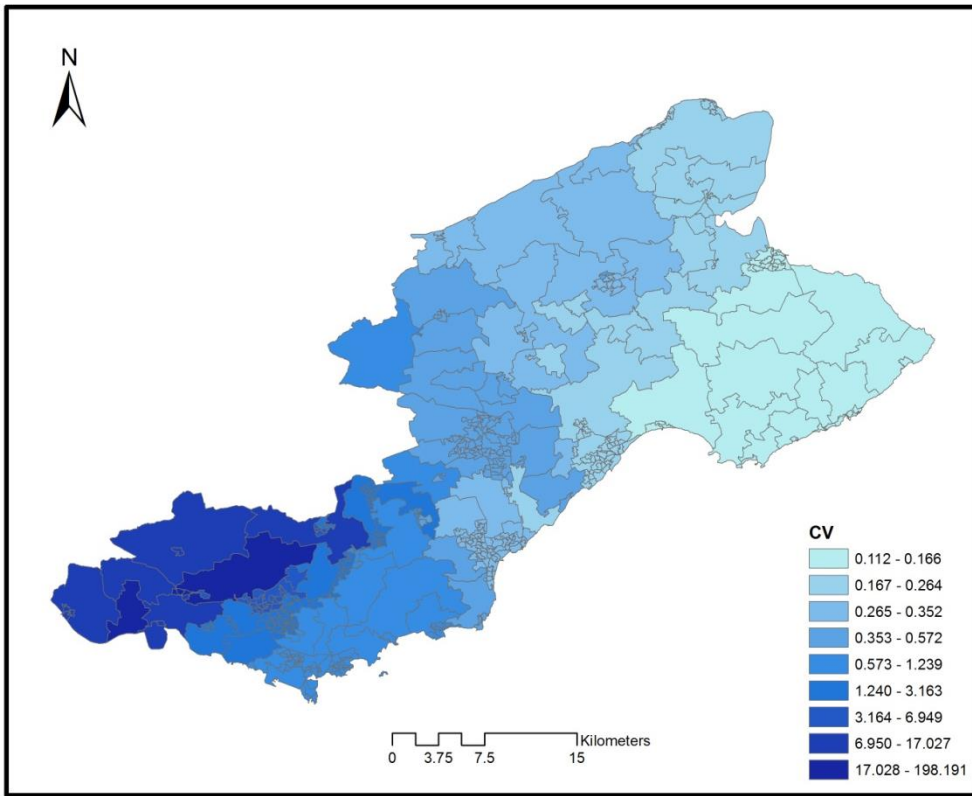 N
CV
0.112 - 0.166
0.167 - 0.264
0.265 - 0.352
0.353 - 0.572
0.573 - 1.239
1.240 - 3.163
3.164 - 6.949
6.950 - 17.027
17.028 - 198.191
Kilometers
0 3.75 7.5 15